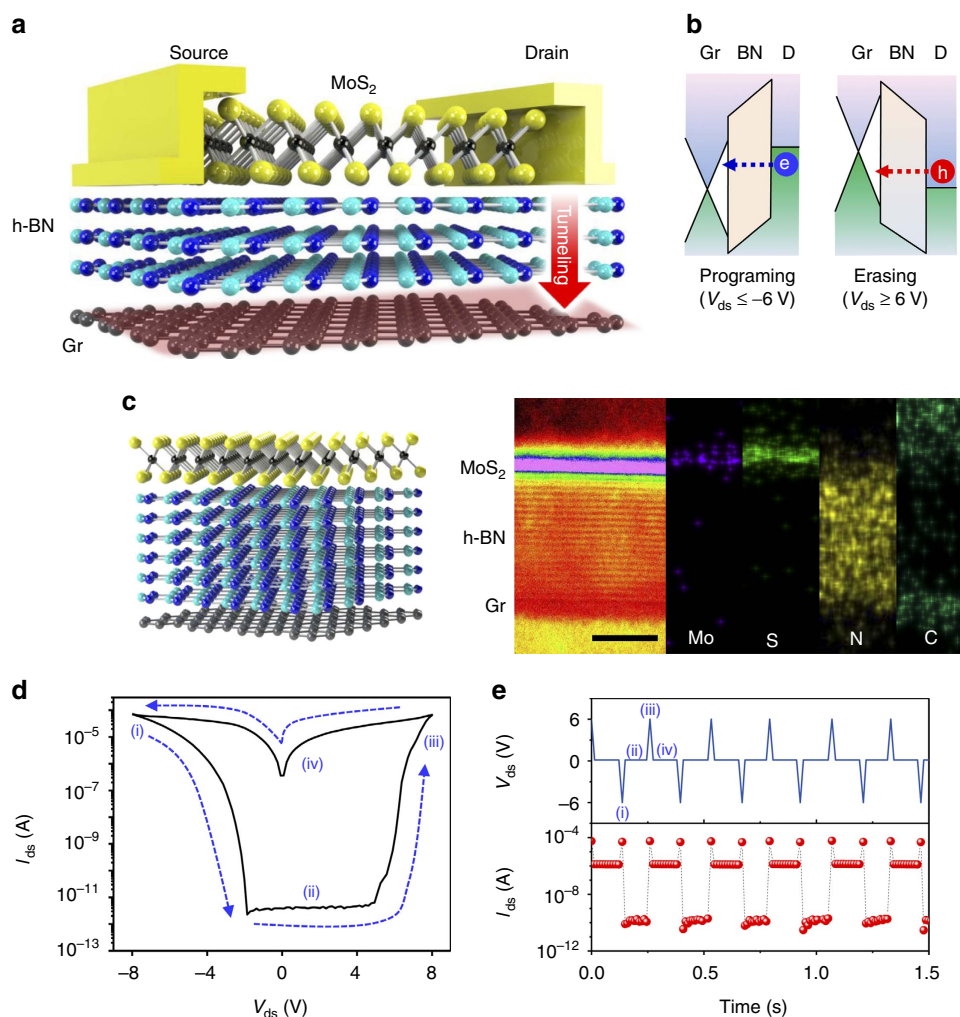 a
Source
Drain
MoS₂
h-BN
Tunneling
Gr
b
Gr BN D
Gr BN D
e
h
Programing
(Vds ≤ −6 V)
Erasing
(Vds ≥ 6 V)
c
MoS₂
h-BN
Gr
Mo
S
N
C
d
10⁻⁵
10⁻⁷
10⁻⁹
10⁻¹¹
10⁻¹³
Ids (A)
(i)
(ii)
(iii)
(iv)
−8 −4 0 4 8
Vds (V)
e
6
0
−6
Vds (V)
(iii)
(ii)
(iv)
(i)
10⁻⁴
10⁻⁸
10⁻¹²
Ids (A)
0.0 0.5 1.0 1.5
Time (s)